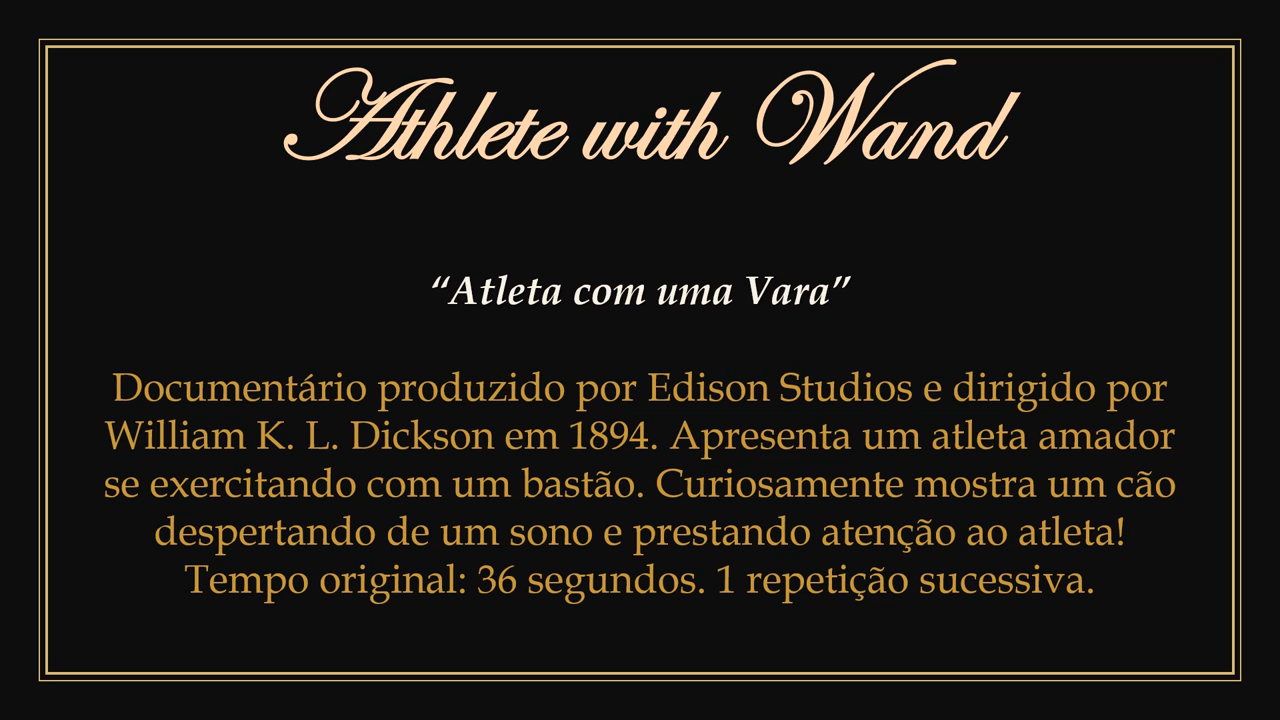 Athlete with Wand
“Atleta com uma Vara”
Documentário produzido por Edison Studios e dirigido por
William K. L. Dickson em 1894. Apresenta um atleta amador
se exercitando com um bastão. Curiosamente mostra um cão
despertando de um sono e prestando atenção ao atleta!
Tempo original: 36 segundos. 1 repetição sucessiva.